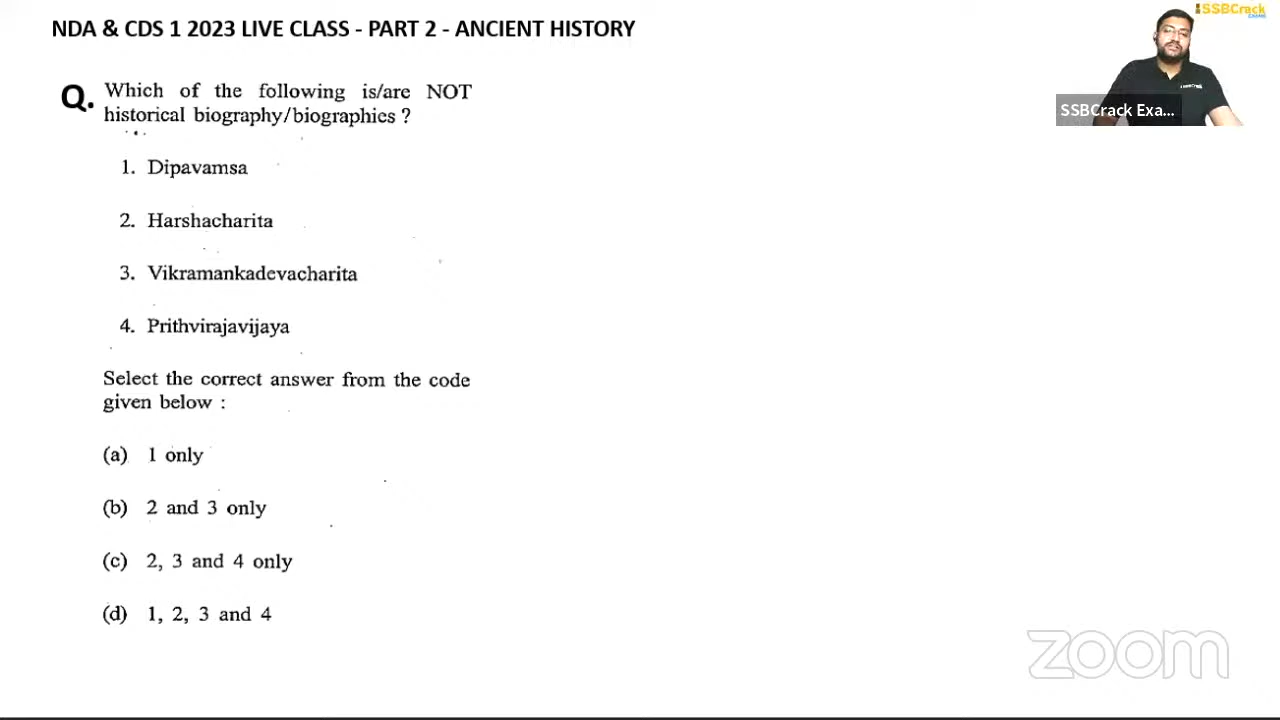 NDA & CDS 1 2023 LIVE CLASS - PART 2 - ANCIENT HISTORY
SSBCrack
EXAMS
SSBCrack Exa...
Q. Which of the following is/are NOT
historical biography/biographies ?
1. Dipavamsa
2. Harshacharita
3. Vikramankadevacharita
4. Prithvirajavijaya
Select the correct answer from the code
given below :
(a) 1 only
(b) 2 and 3 only
(c) 2, 3 and 4 only
(d) 1, 2, 3 and 4
zoom